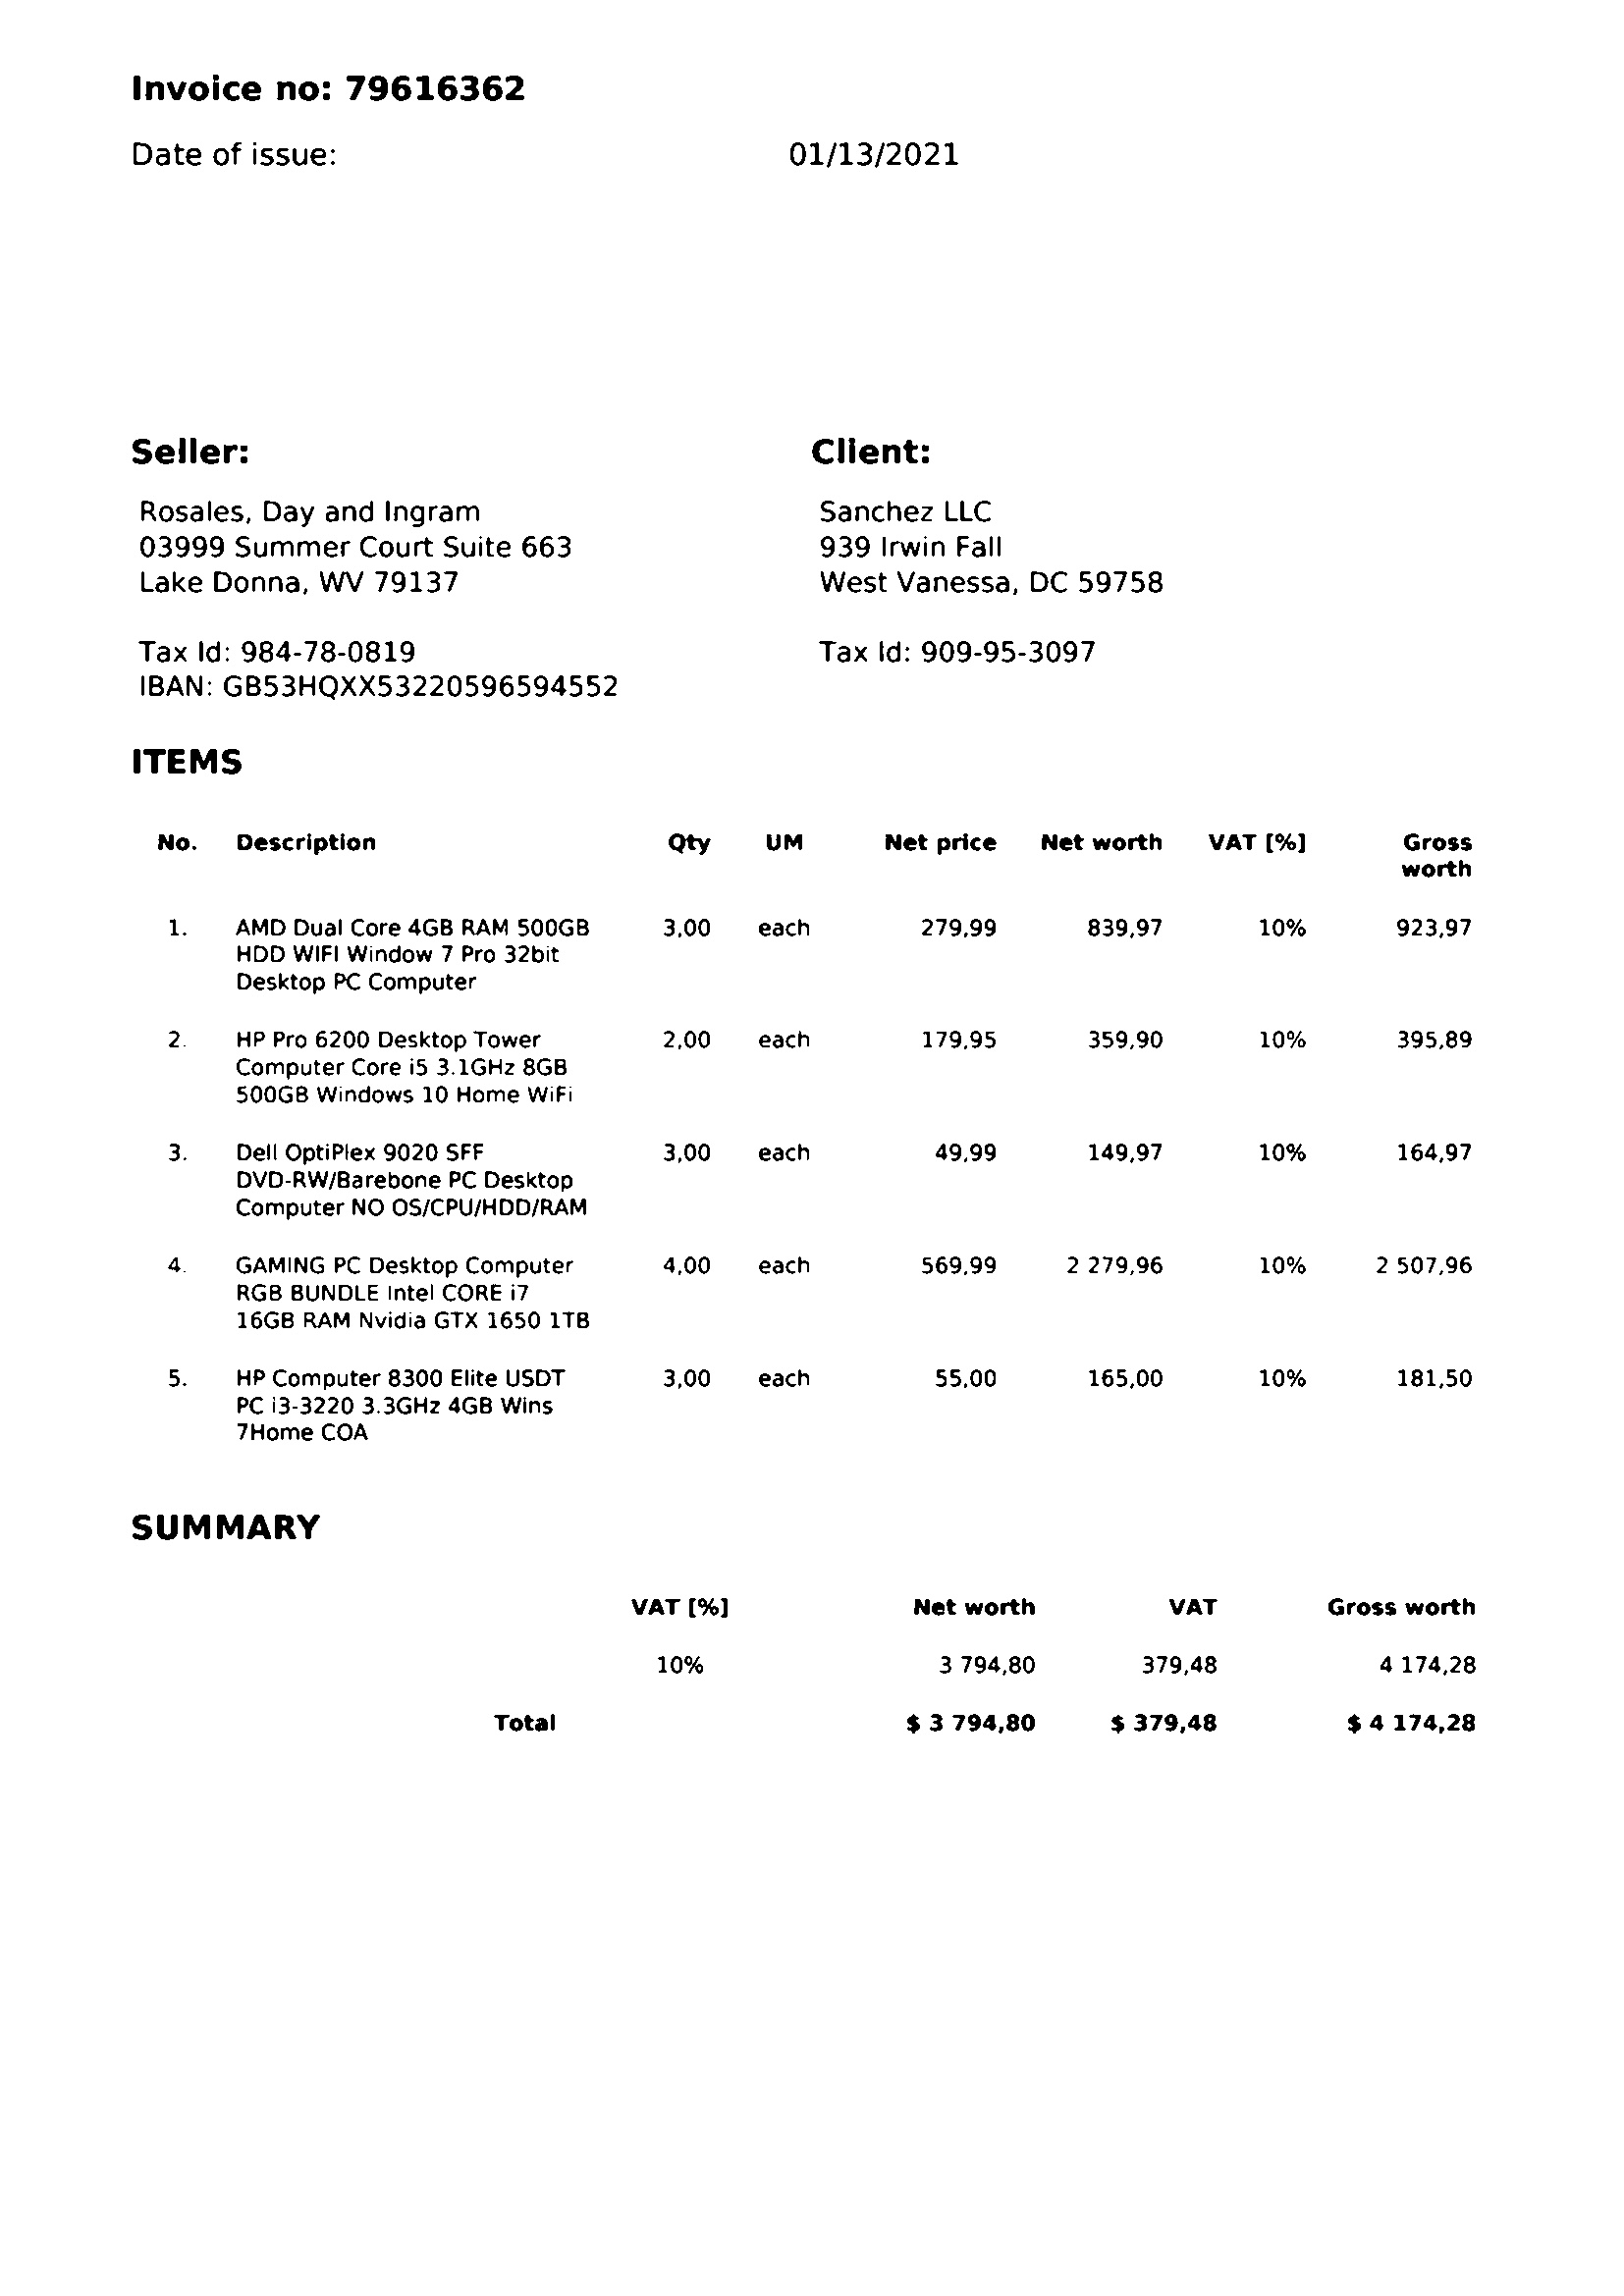 Invoice no: 79616362
Date of issue: 01/13/2021
Seller: Client:
Rosales, Day and Ingram Sanchez LLC
03999 Summer Court Suite 663 939 Irwin Fall
Lake Donna, WV 79137 West Vanessa, DC 59758
Tax Id: 984-78-0819 Tax Id: 909-95-3097
IBAN: GB53HQXX53220596594552
ITEMS
No. Description Qty UM Net price Net worth VAT [%] Gross
worth
1. AMD Dual Core 4GB RAM 500GB 3,00 each 279,99 839,97 10% 923,97
HDD WIFI Window 7 Pro 32bit
Desktop PC Computer
2. HP Pro 6200 Desktop Tower 2,00 each 179,95 359,90 10% 395,89
Computer Core i5 3.1GHz 8GB
500GB Windows 10 Home WiFi
3. Dell OptiPlex 9020 SFF 3,00 each 49,99 149,97 10% 164,97
DVD-RW/Barebone PC Desktop
Computer NO OS/CPU/HDD/RAM
4. GAMING PC Desktop Computer 4,00 each 569,99 2 279,96 10% 2 507,96
RGB BUNDLE Intel CORE i7
16GB RAM Nvidia GTX 1650 1TB
5. HP Computer 8300 Elite USDT 3,00 each 55,00 165,00 10% 181,50
PC i3-3220 3.3GHz 4GB Wins
7Home COA
SUMMARY
VAT [%] Net worth VAT Gross worth
10% 3 794,80 379,48 4 174,28
Total $ 3 794,80 $ 379,48 $ 4 174,28